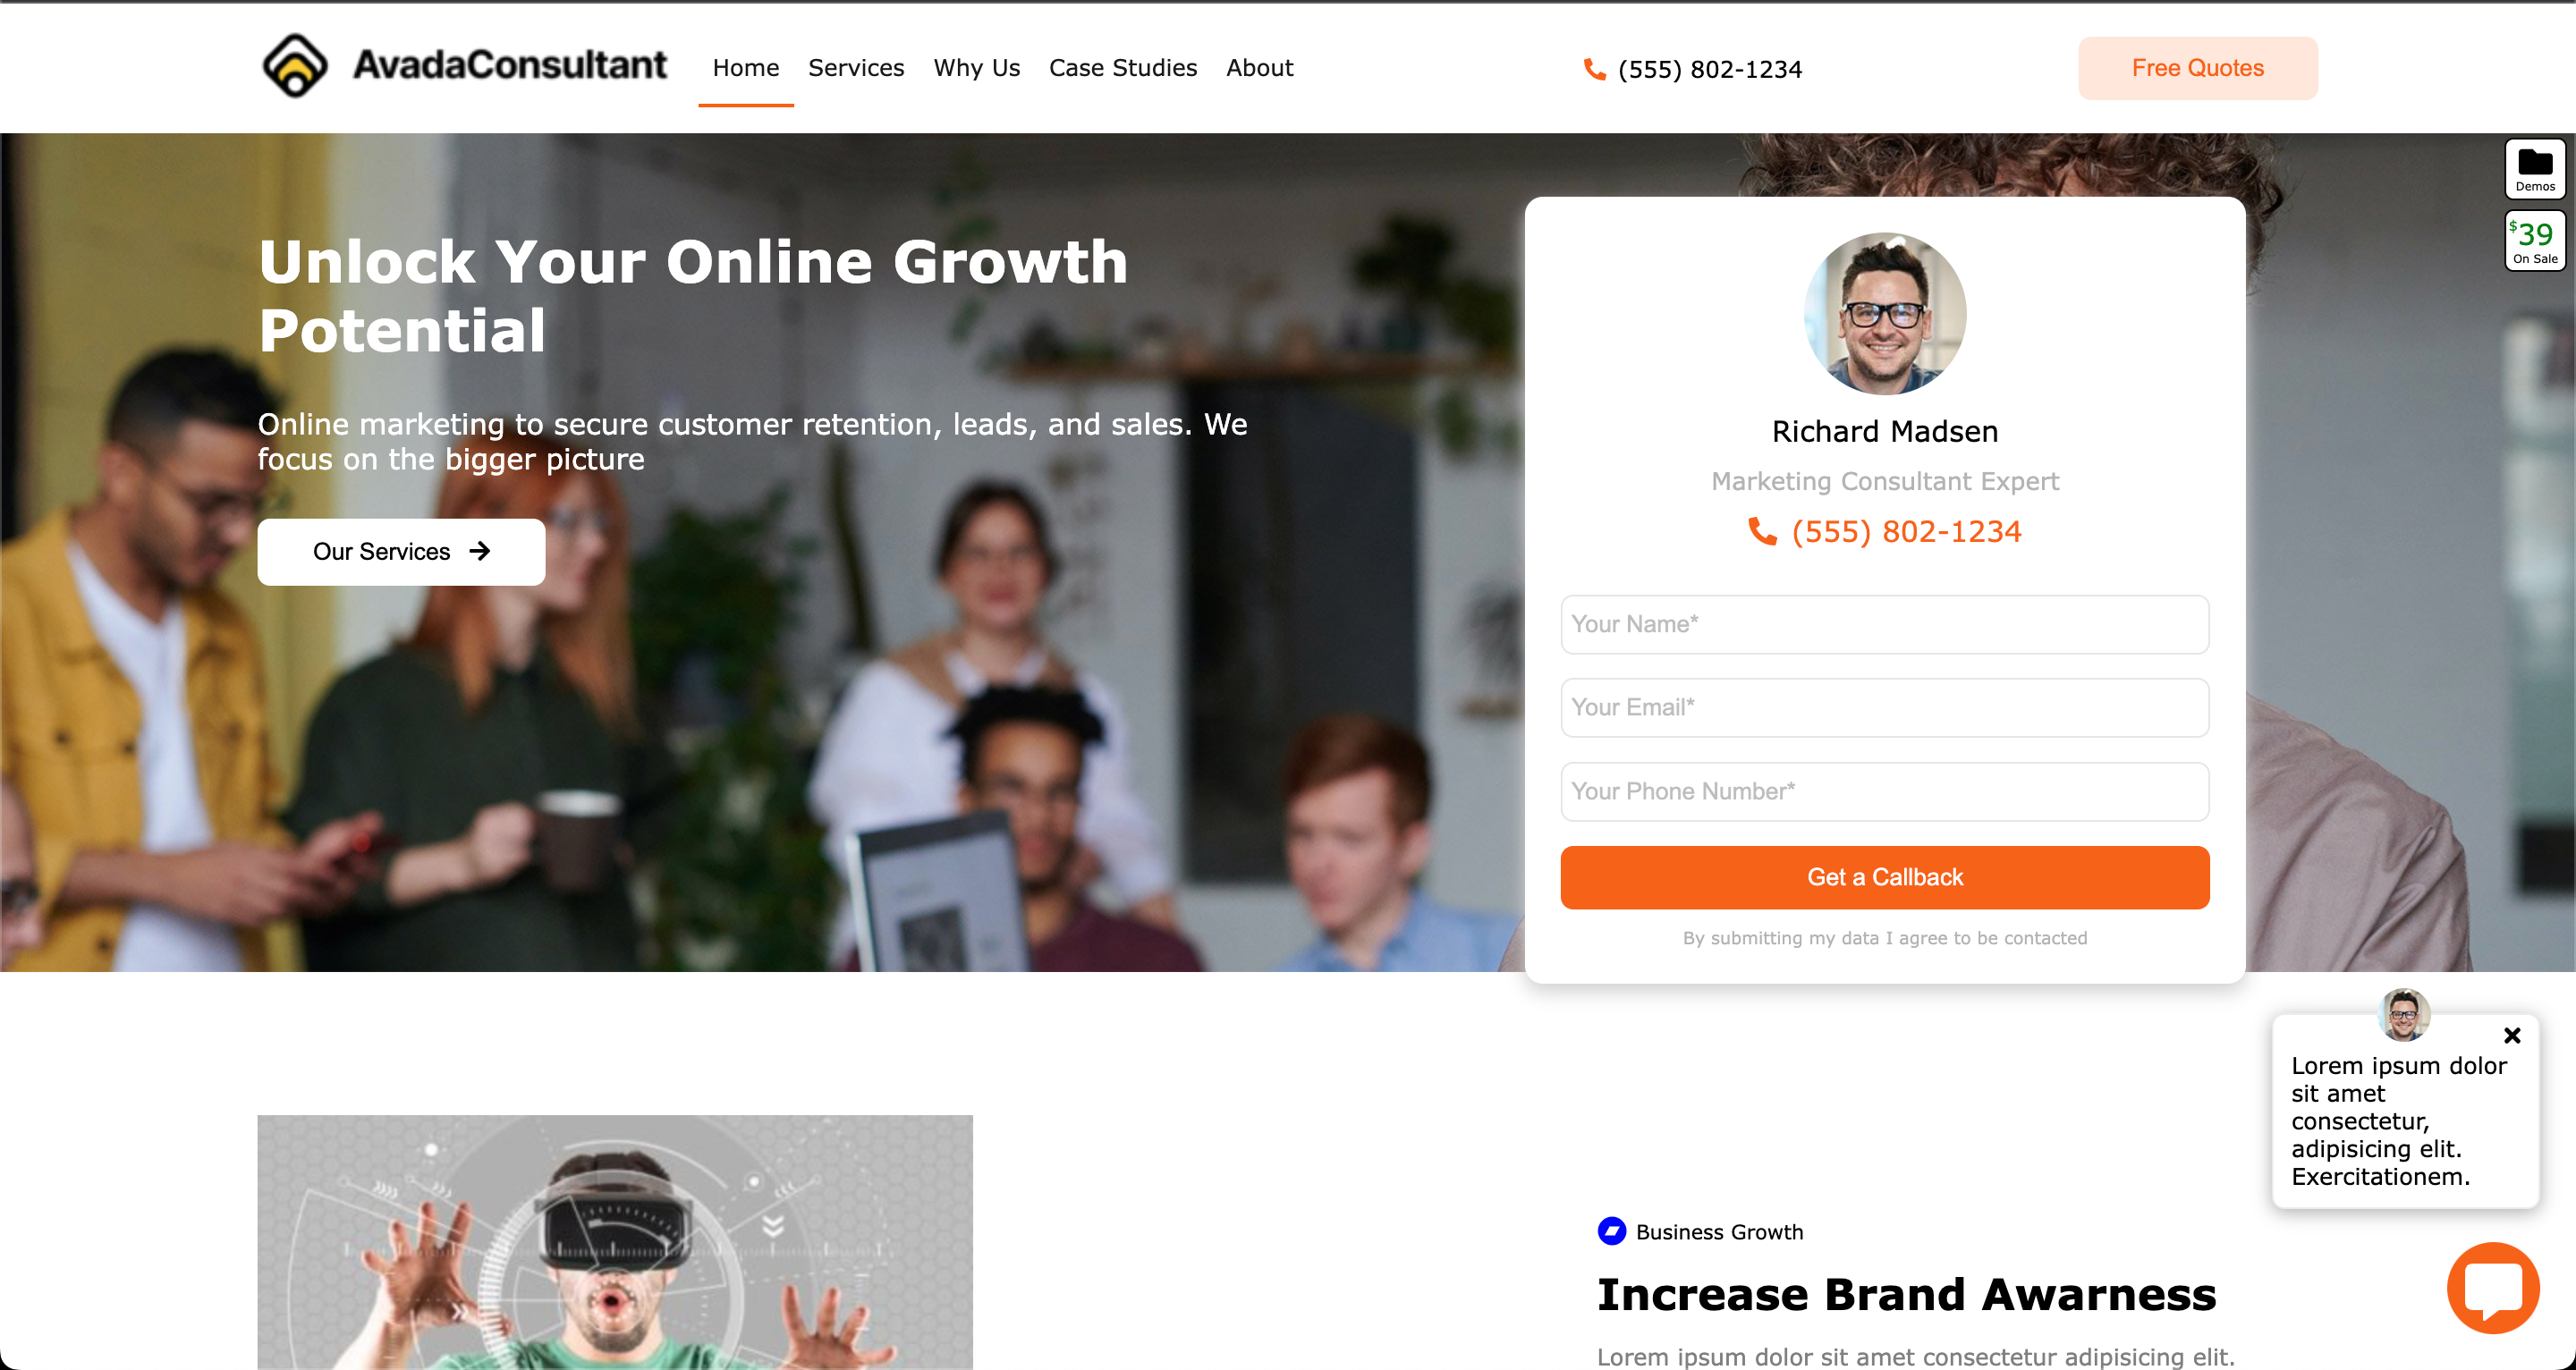 AvadaConsultant
Home
Services
Why Us
Case Studies
About
(555) 802-1234
Free Quotes
Demos
$39
On Sale
Unlock Your Online Growth
Potential
Online marketing to secure customer retention, leads, and sales. We
focus on the bigger picture
Our Services
Richard Madsen
Marketing Consultant Expert
(555) 802-1234
Your Name*
Your Email*
Your Phone Number*
Get a Callback
By submitting my data I agree to be contacted
Lorem ipsum dolor
sit amet
consectetur,
adipisicing elit.
Exercitationem.
Business Growth
Increase Brand Awarness
Lorem ipsum dolor sit amet consectetur adipisicing elit.